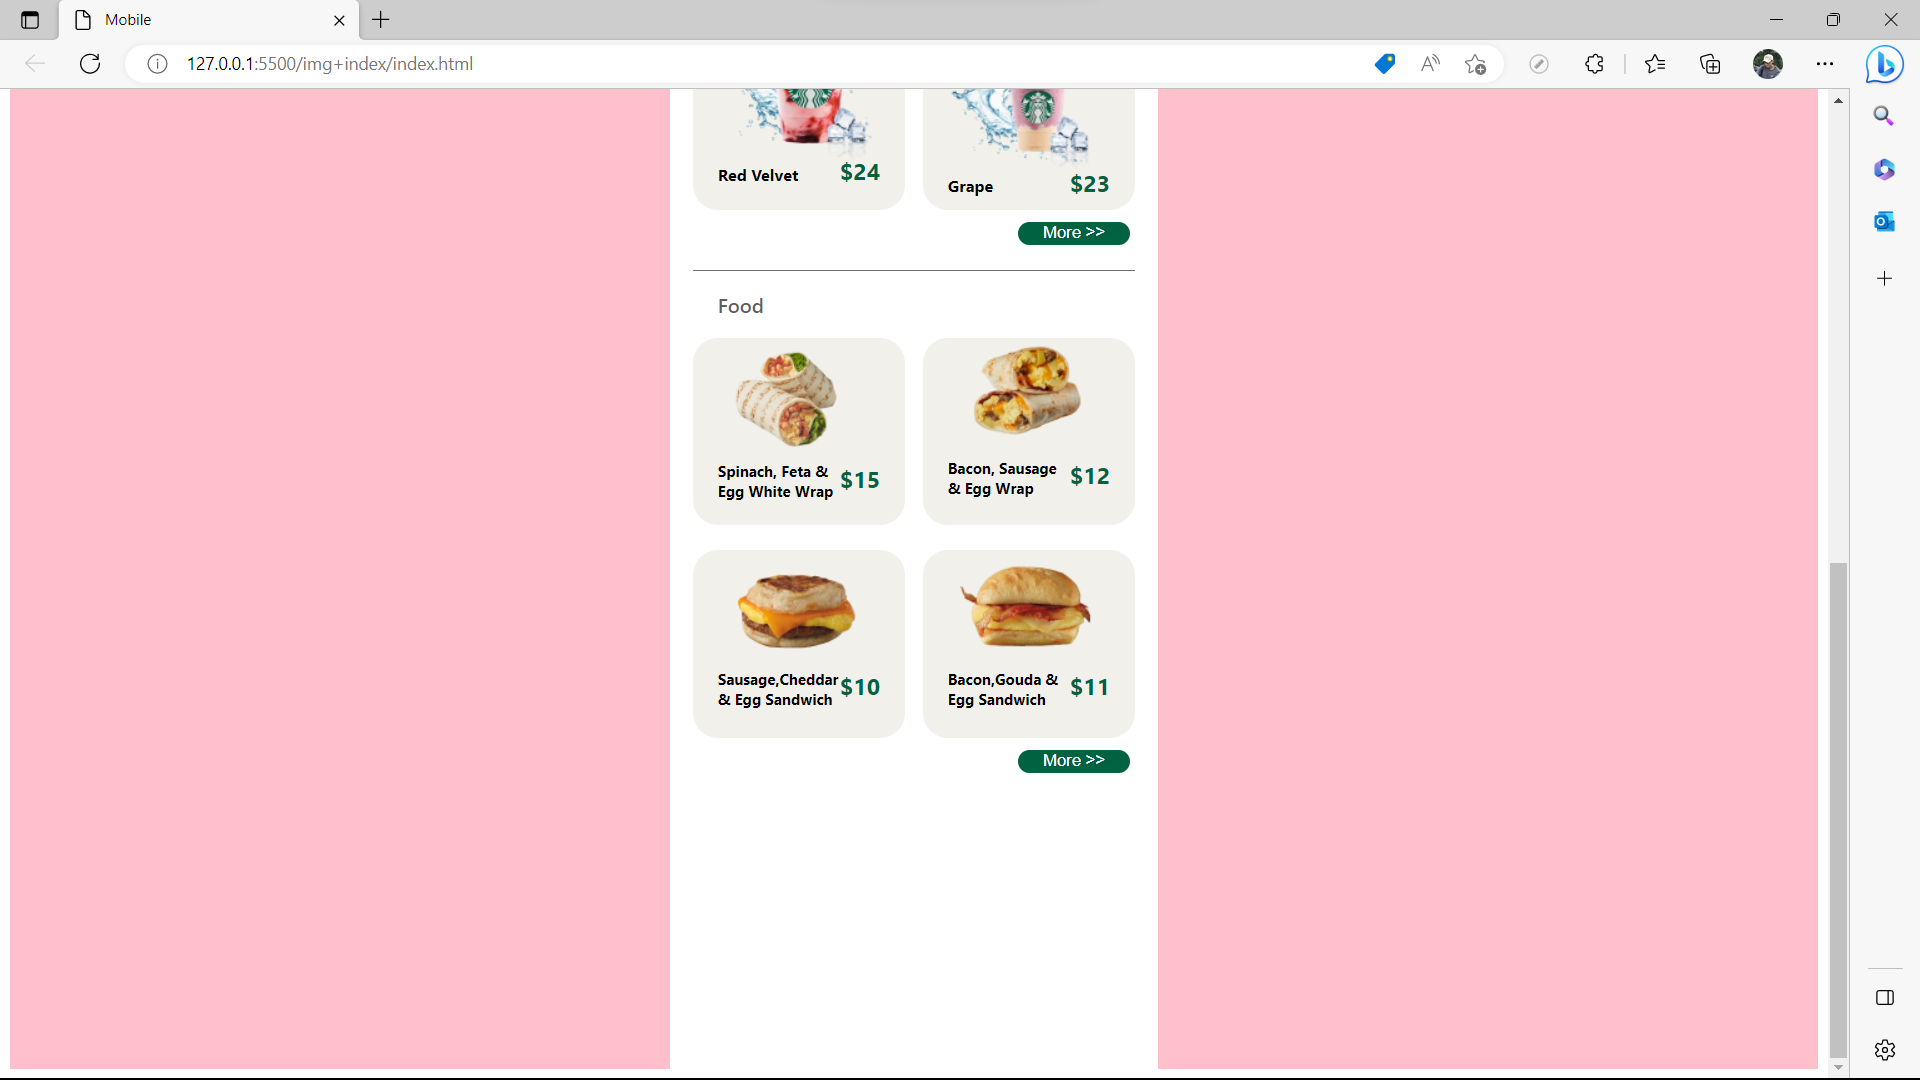 Mobile
127.0.0.1:5500/img+index/index.html
Red Velvet
$24
Grape
$23
More >>
Food
Spinach, Feta &
Egg White Wrap
$15
Bacon, Sausage
& Egg Wrap
$12
Sausage,Cheddar
& Egg Sandwich
$10
Bacon,Gouda &
Egg Sandwich
$11
More >>